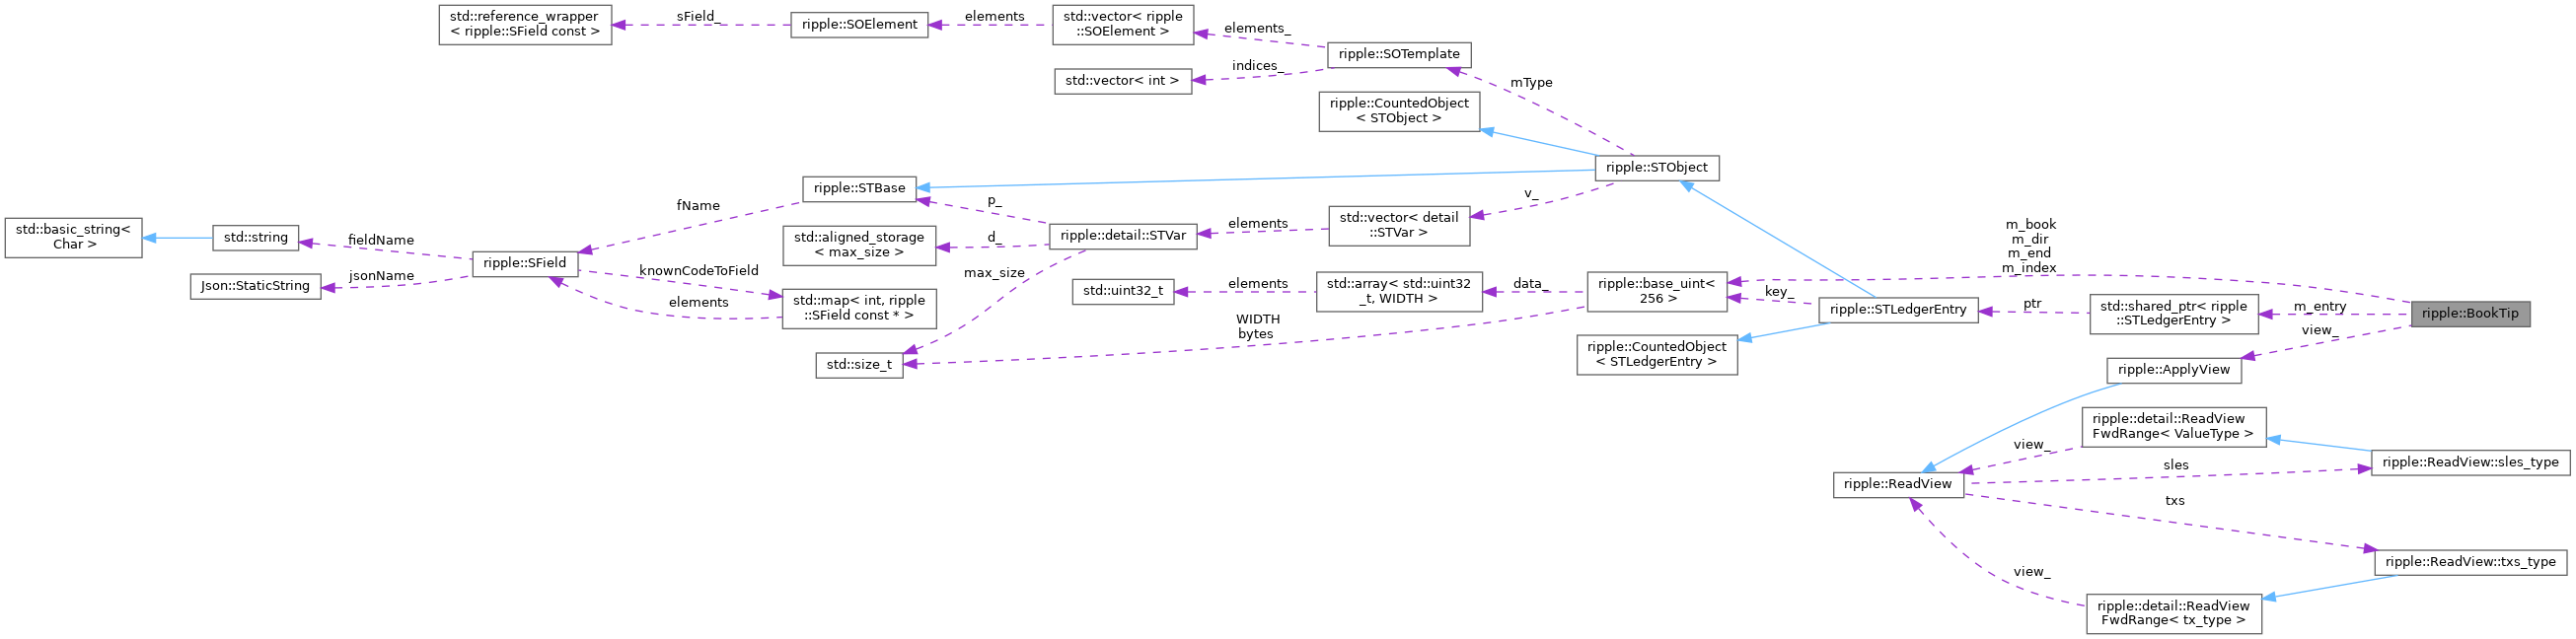 std::reference_wrapper
< ripple::SField const >
sField_
ripple::SOElement
elements
std::vector< ripple
::SOElement >
elements_
ripple::SOTemplate
indices_
std::vector< int >
mType
ripple::CountedObject
< STObject >
ripple::STObject
ripple::STBase
fName
p_
v_
std::basic_string<
Char >
std::string
fieldName
ripple::SField
jsonName
Json::StaticString
std::aligned_storage
< max_size >
d_
ripple::detail::STVar
elements
std::vector< detail
::STVar >
knownCodeToField
elements
std::map< int, ripple
::SField const * >
max_size
std::size_t
std::uint32_t
elements
std::array< std::uint32
_t, WIDTH >
data_
ripple::base_uint<
256 >
WIDTH
bytes
key_
ripple::STLedgerEntry
ripple::CountedObject
< STLedgerEntry >
m_book
m_dir
m_end
m_index
ptr
std::shared_ptr< ripple
::STLedgerEntry >
m_entry
ripple::BookTip
view_
ripple::ApplyView
ripple::detail::ReadView
FwdRange< ValueType >
view_
ripple::ReadView
sles
ripple::ReadView::sles_type
txs
ripple::ReadView::txs_type
view_
ripple::detail::ReadView
FwdRange< tx_type >